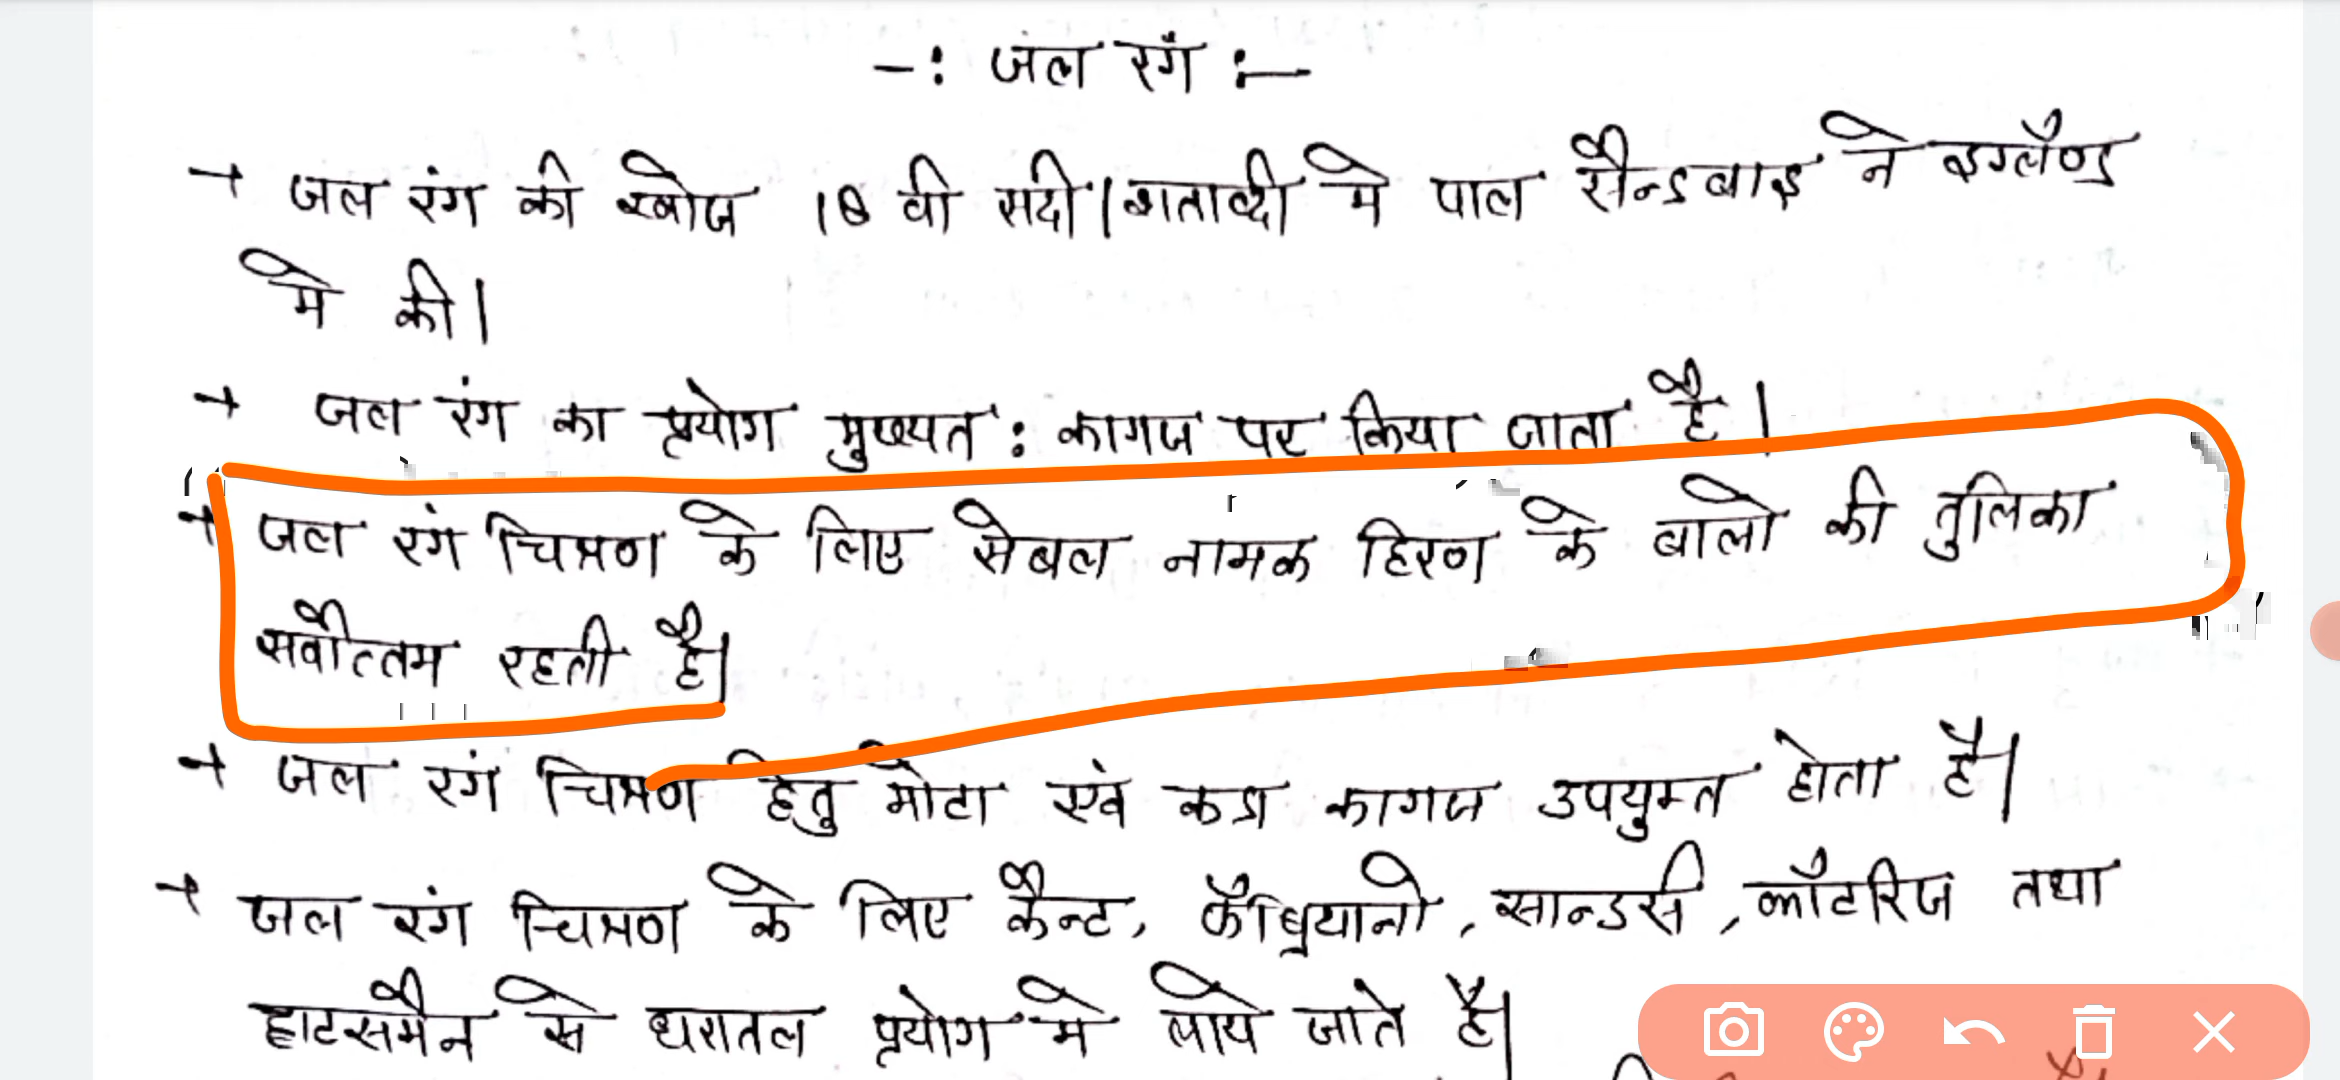 -: जल रंग :-
→ जल रंग की खोज 18 वी सदी/शताब्दी मे पाल सैन्डबाइ ने इग्लैण्ड
मे की।
→ जल रंग का प्रयोग मुख्यत: कागज पर किया जाता है।
→ जल रंग चित्रण के लिए सेबल नामक हिरण के बालो की तुलिका
सर्वोत्तम रहती है।
→ जल रंग चित्रण हेतु मोटा एंव कडा कागज उपयुक्त होता है।
→ जल रंग चित्रण के लिए कैन्ट, कैब्रियानो, सान्डर्स, कॉटरिज तथा
हाटसमैन से धरातल प्रयोग मे लाये जाते है।